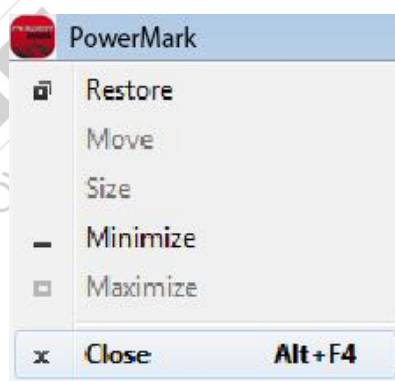 PowerMark
Restore
Move
Size
Minimize
Maximize
Close Alt+F4